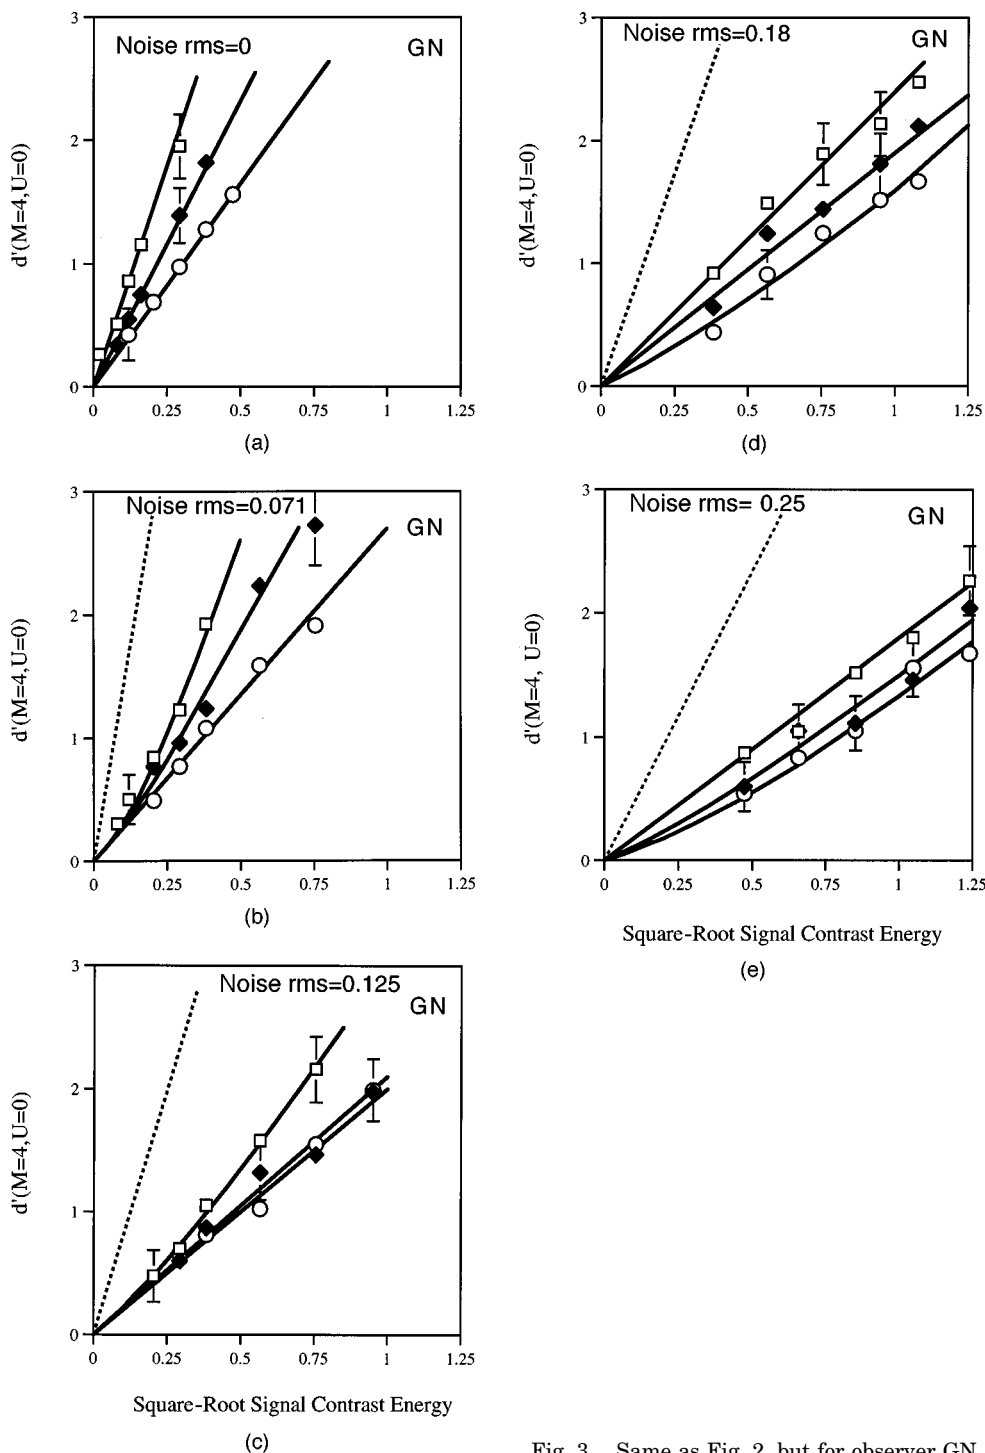 Noise rms=0
GN
d'(M=4,U=0)
3
2
1
0
0 0.25 0.5 0.75 1 1.25
(a)
Noise rms=0.18
GN
d'(M=4,U=0)
3
2
1
0
0 0.25 0.5 0.75 1 1.25
(d)
Noise rms=0.071
GN
d'(M=4,U=0)
3
2
1
0
0 0.25 0.5 0.75 1 1.25
(b)
Noise rms= 0.25
GN
d'(M=4, U=0)
3
2
1
0
0 0.25 0.5 0.75 1 1.25
Square-Root Signal Contrast Energy
(e)
Noise rms=0.125
GN
d'(M=4,U=0)
3
2
1
0
0 0.25 0.5 0.75 1 1.25
Square-Root Signal Contrast Energy
(c)
Fig. 3. Same as Fig. 2, but for observer GN